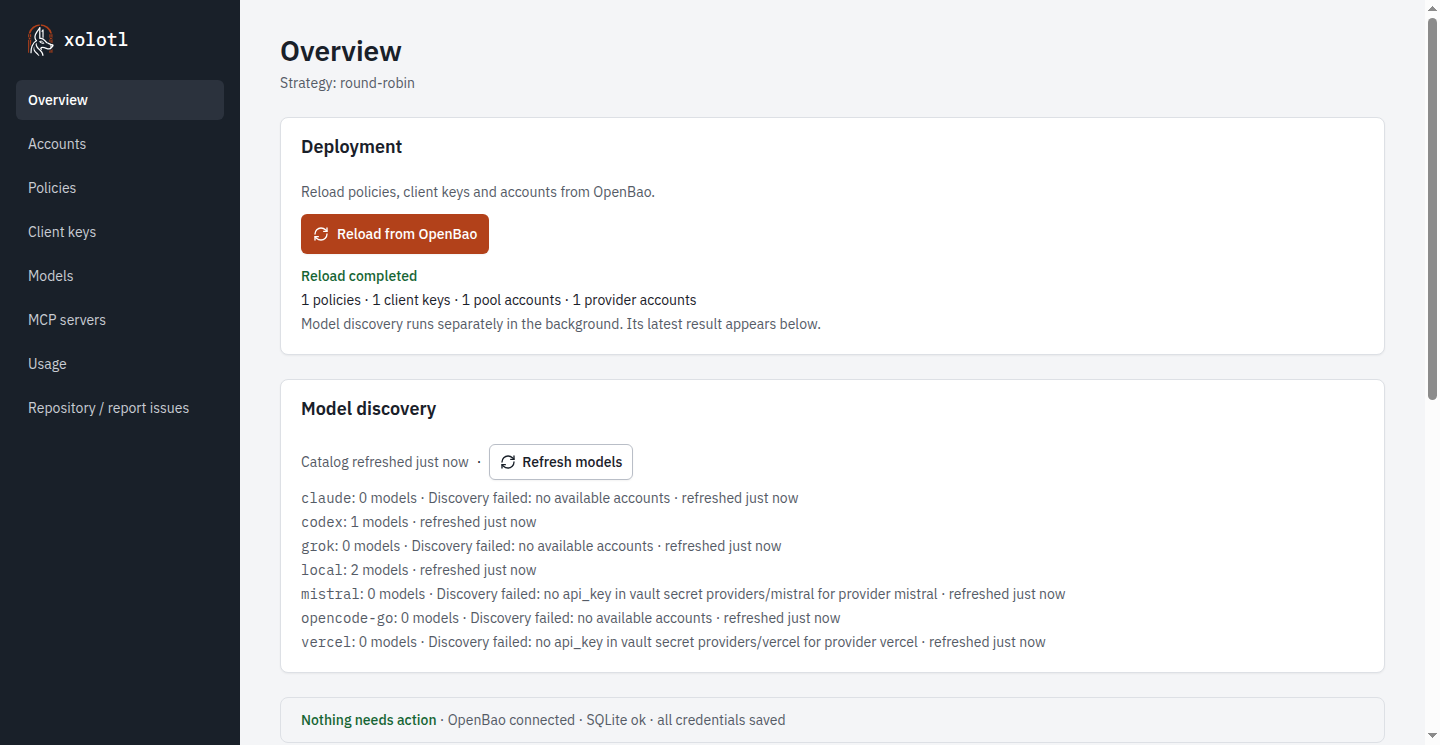 xolotl
Overview
Accounts
Policies
Client keys
Models
MCP servers
Usage
Repository / report issues
Overview
Strategy: round-robin
Deployment
Reload policies, client keys and accounts from OpenBao.
Reload from OpenBao
Reload completed
1 policies · 1 client keys · 1 pool accounts · 1 provider accounts
Model discovery runs separately in the background. Its latest result appears below.
Model discovery
Catalog refreshed just now · Refresh models
claude: 0 models · Discovery failed: no available accounts · refreshed just now
codex: 1 models · refreshed just now
grok: 0 models · Discovery failed: no available accounts · refreshed just now
local: 2 models · refreshed just now
mistral: 0 models · Discovery failed: no api_key in vault secret providers/mistral for provider mistral · refreshed just now
opencode-go: 0 models · Discovery failed: no available accounts · refreshed just now
vercel: 0 models · Discovery failed: no api_key in vault secret providers/vercel for provider vercel · refreshed just now
Nothing needs action · OpenBao connected · SQLite ok · all credentials saved